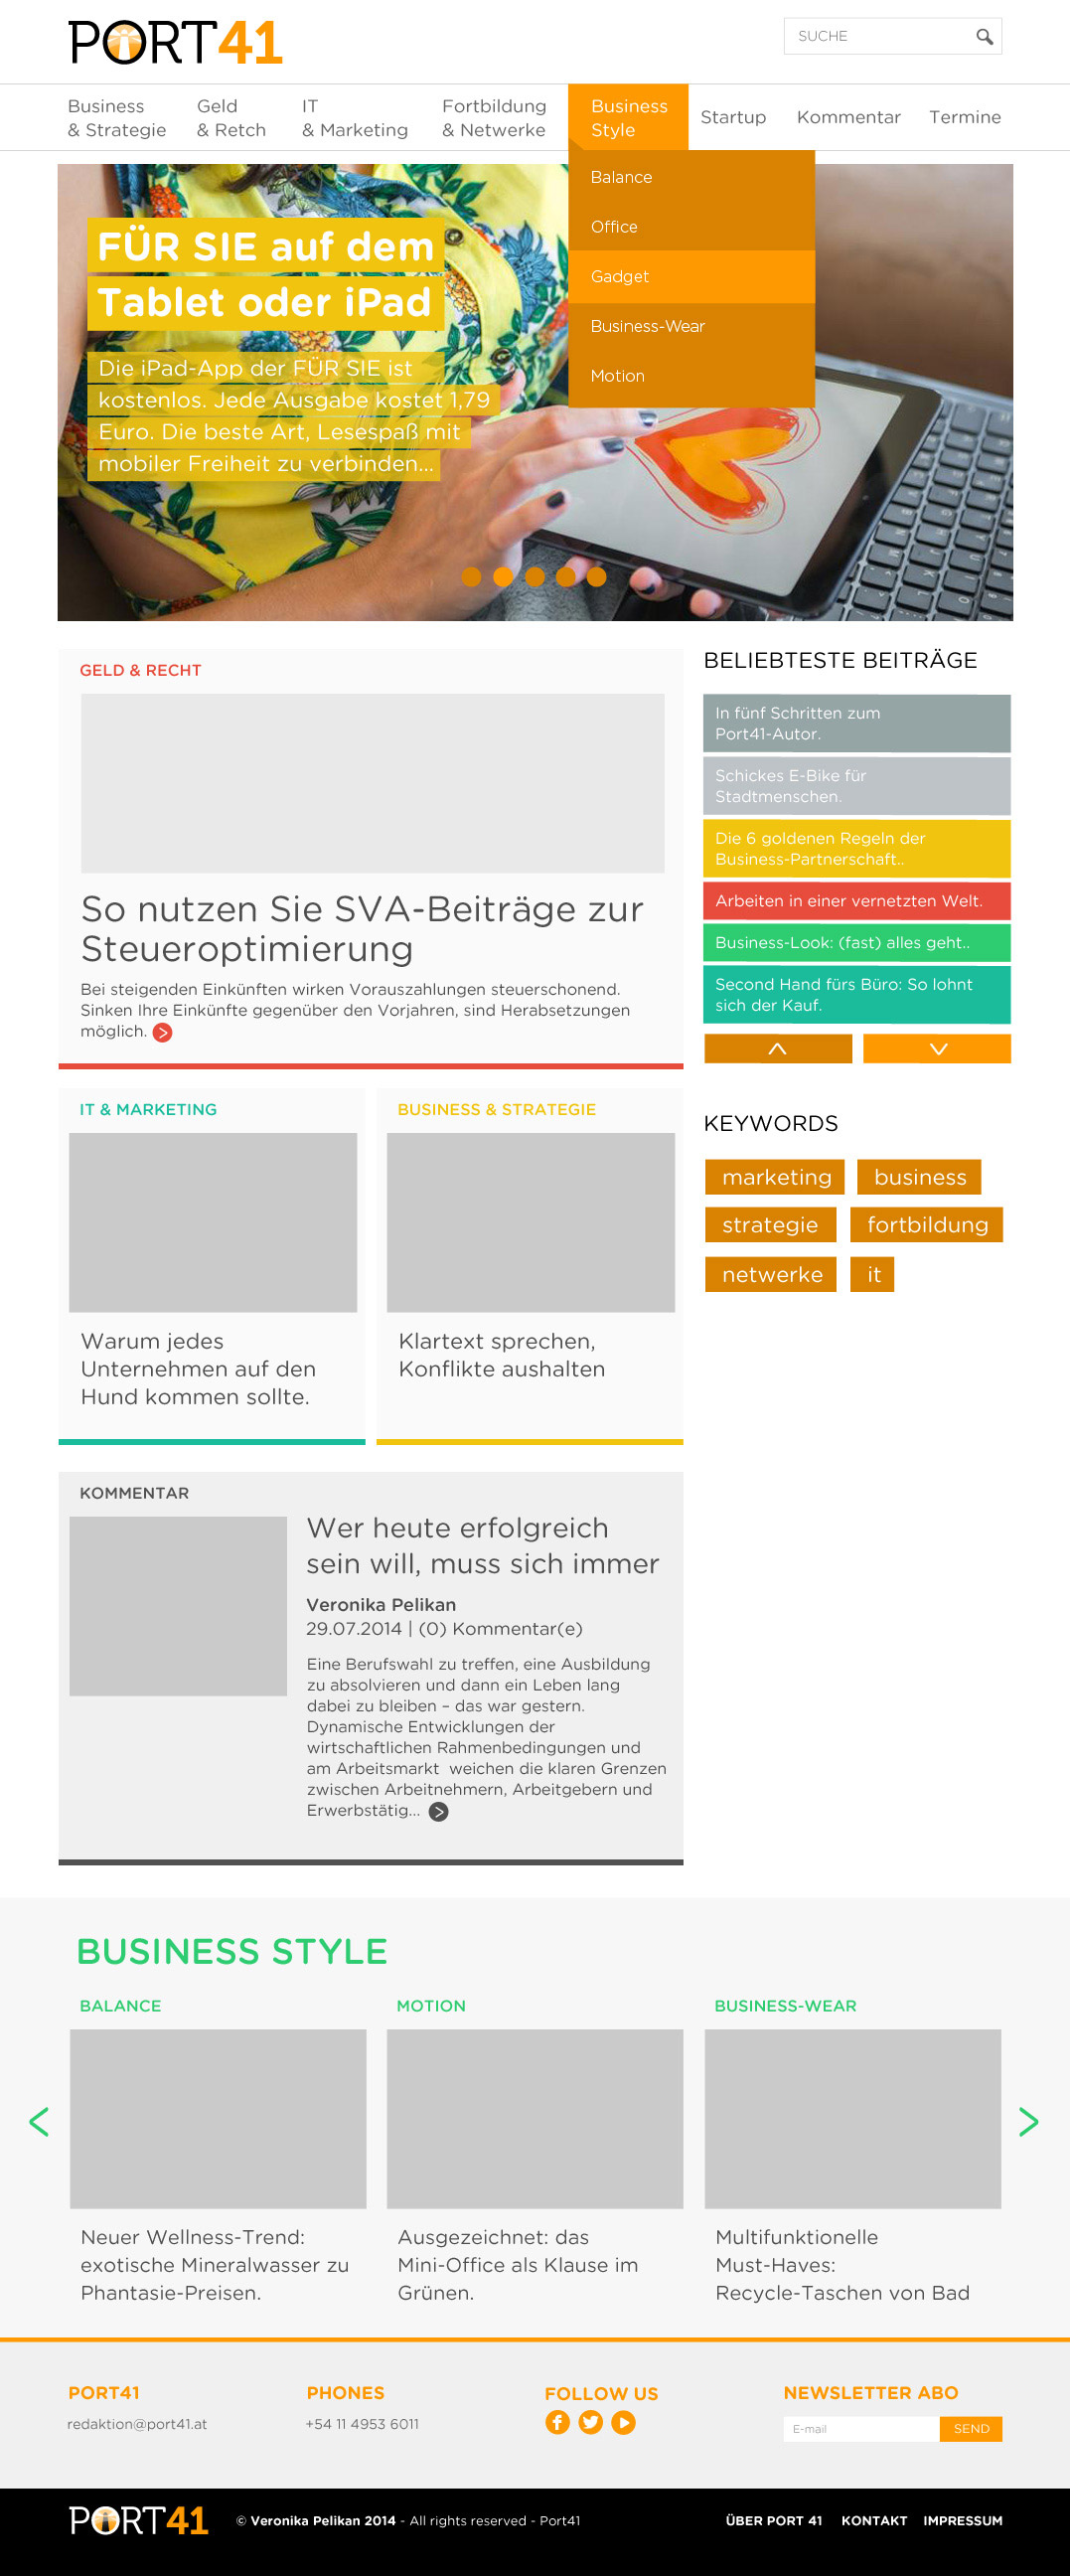 PORT41
SUCHE
Business
& Strategie
Geld
& Retch
IT
& Marketing
Fortbildung
& Netwerke
Business
Style
Startup
Kommentar
Termine
Balance
Office
Gadget
Business-Wear
Motion
FÜR SIE auf dem
Tablet oder iPad
Die iPad-App der FÜR SIE ist
kostenlos. Jede Ausgabe kostet 1,79
Euro. Die beste Art, Lesespaß mit
mobiler Freiheit zu verbinden...
GELD & RECHT
So nutzen Sie SVA-Beiträge zur
Steueroptimierung
Bei steigenden Einkünften wirken Vorauszahlungen steuerschonend.
Sinken Ihre Einkünfte gegenüber den Vorjahren, sind Herabsetzungen
möglich.
BELIEBTESTE BEITRÄGE
In fünf Schritten zum
Port41-Autor.
Schickes E-Bike für
Stadtmenschen.
Die 6 goldenen Regeln der
Business-Partnerschaft..
Arbeiten in einer vernetzten Welt.
Business-Look: (fast) alles geht..
Second Hand fürs Büro: So lohnt
sich der Kauf.
IT & MARKETING
Warum jedes
Unternehmen auf den
Hund kommen sollte.
BUSINESS & STRATEGIE
Klartext sprechen,
Konflikte aushalten
KEYWORDS
marketing
business
strategie
fortbildung
netwerke
it
KOMMENTAR
Wer heute erfolgreich
sein will, muss sich immer
Veronika Pelikan
29.07.2014 | (0) Kommentar(e)
Eine Berufswahl zu treffen, eine Ausbildung
zu absolvieren und dann ein Leben lang
dabei zu bleiben – das war gestern.
Dynamische Entwicklungen der
wirtschaftlichen Rahmenbedingungen und
am Arbeitsmarkt  weichen die klaren Grenzen
zwischen Arbeitnehmern, Arbeitgebern und
Erwerbstätig...
BUSINESS STYLE
BALANCE
Neuer Wellness-Trend:
exotische Mineralwasser zu
Phantasie-Preisen.
MOTION
Ausgezeichnet: das
Mini-Office als Klause im
Grünen.
BUSINESS-WEAR
Multifunktionelle
Must-Haves:
Recycle-Taschen von Bad
PORT41
redaktion@port41.at
PHONES
+54 11 4953 6011
FOLLOW US
NEWSLETTER ABO
E-mail
SEND
PORT41
© Veronika Pelikan 2014 - All rights reserved - Port41
ÜBER PORT 41
KONTAKT
IMPRESSUM